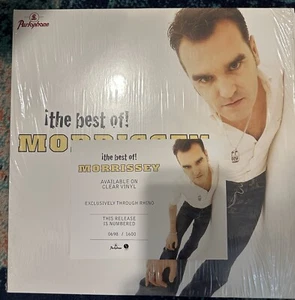 Parlophone
¡the best of!
MORRISSEY
¡the best of!
MORRISSEY
AVAILABLE ON
CLEAR VINYL
EXCLUSIVELY THROUGH RHINO
THIS RELEASE
IS NUMBERED